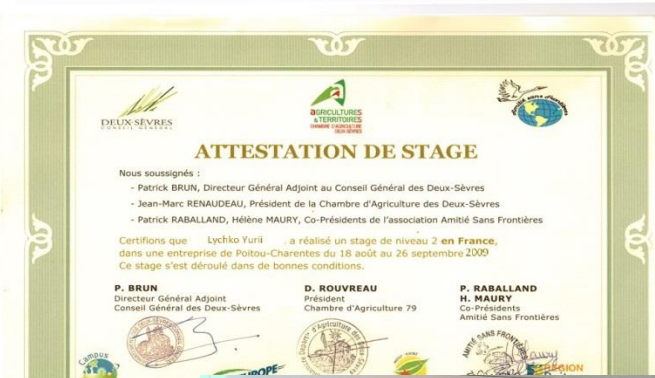 DEUX-SÈVRES
CONSEIL GÉNÉRAL
AGRICULTURES
& TERRITOIRES
CHAMBRE D'AGRICULTURE
DEUX-SÈVRES
ATTESTATION DE STAGE
Nous soussignés :
- Patrick BRUN, Directeur Général Adjoint au Conseil Général des Deux-Sèvres
- Jean-Marc RENAUDEAU, Président de la Chambre d'Agriculture des Deux-Sèvres
- Patrick RABALLAND, Hélène MAURY, Co-Présidents de l'association Amitié Sans Frontières
Certifions que Lychko Yurii , a réalisé un stage de niveau 2 en France,
dans une entreprise de Poitou-Charentes du 18 août au 26 septembre 2009
Ce stage s'est déroulé dans de bonnes conditions.
P. BRUN
Directeur Général Adjoint
Conseil Général des Deux-Sèvres
D. ROUVREAU
Président
Chambre d'Agriculture 79
P. RABALLAND
H. MAURY
Co-Présidents
Amitié Sans Frontières
Campus
EUROPE
RÉGION